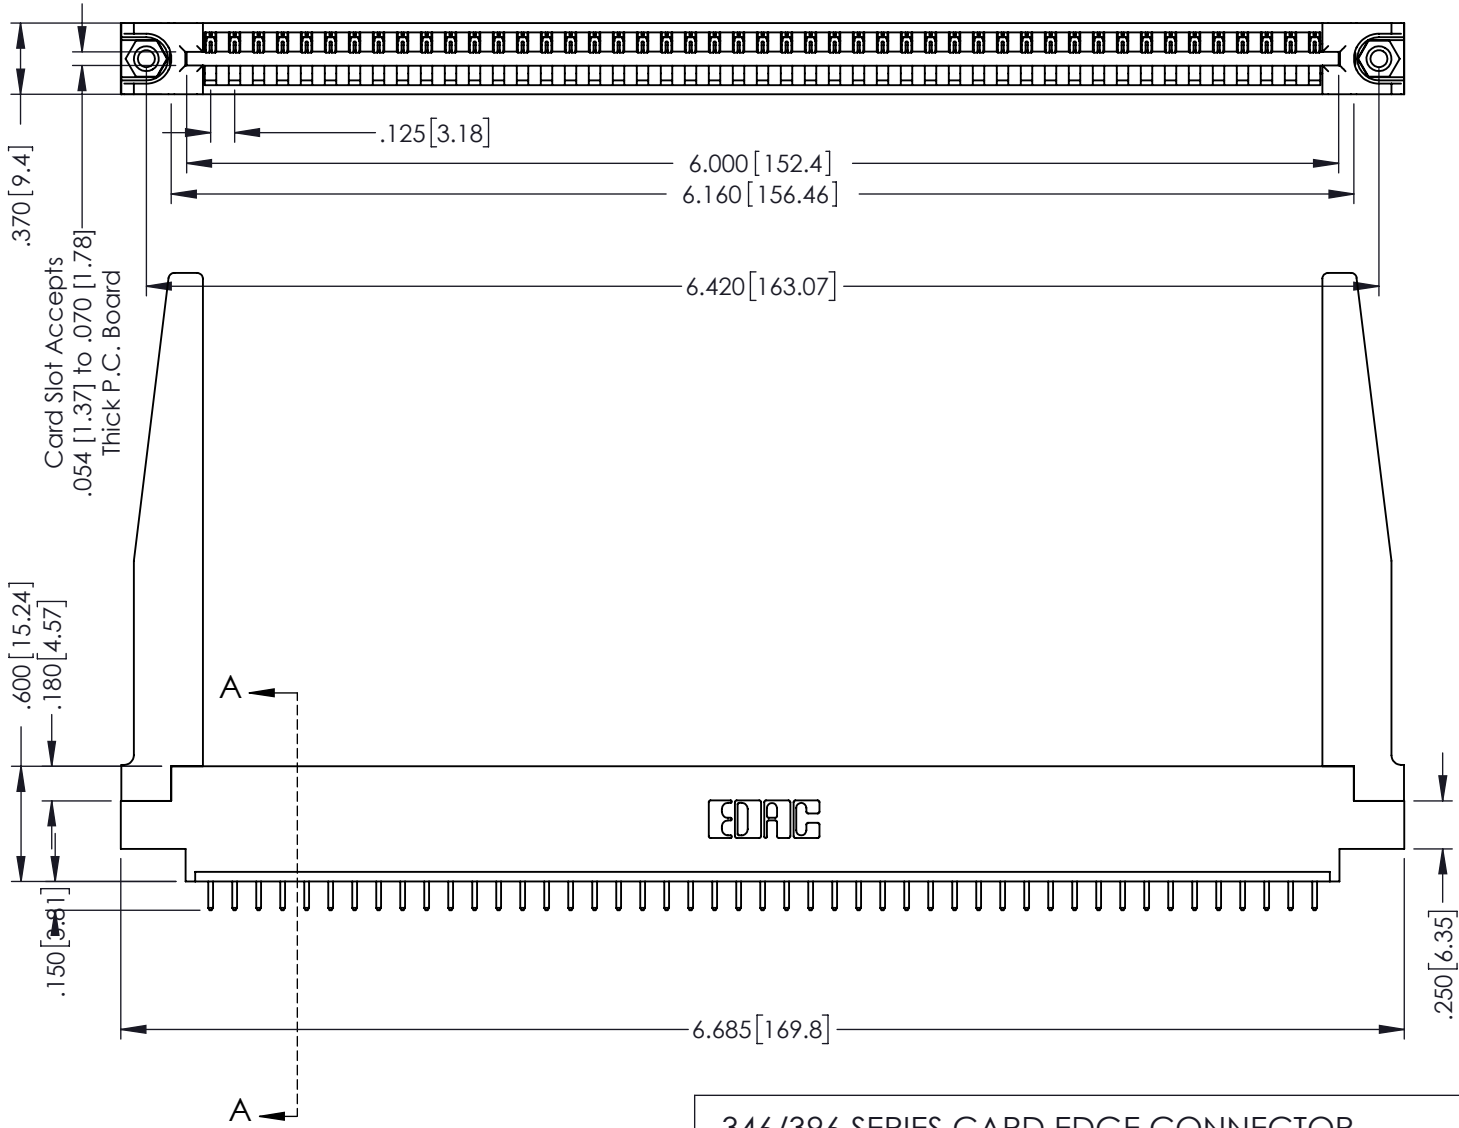 .125[3.18]
6.000[152.4]
6.160[156.46]
.370[9.4]
Card Slot Accepts
.054 [1.37] to .070 [1.78]
Thick P.C. Board
6.420[163.07]
.600[15.24]
.180[4.57]
A
EDAC
.150[3.81]
.250[6.35]
6.685[169.8]
A
346/396 SERIES CARD EDGE CONNECTOR